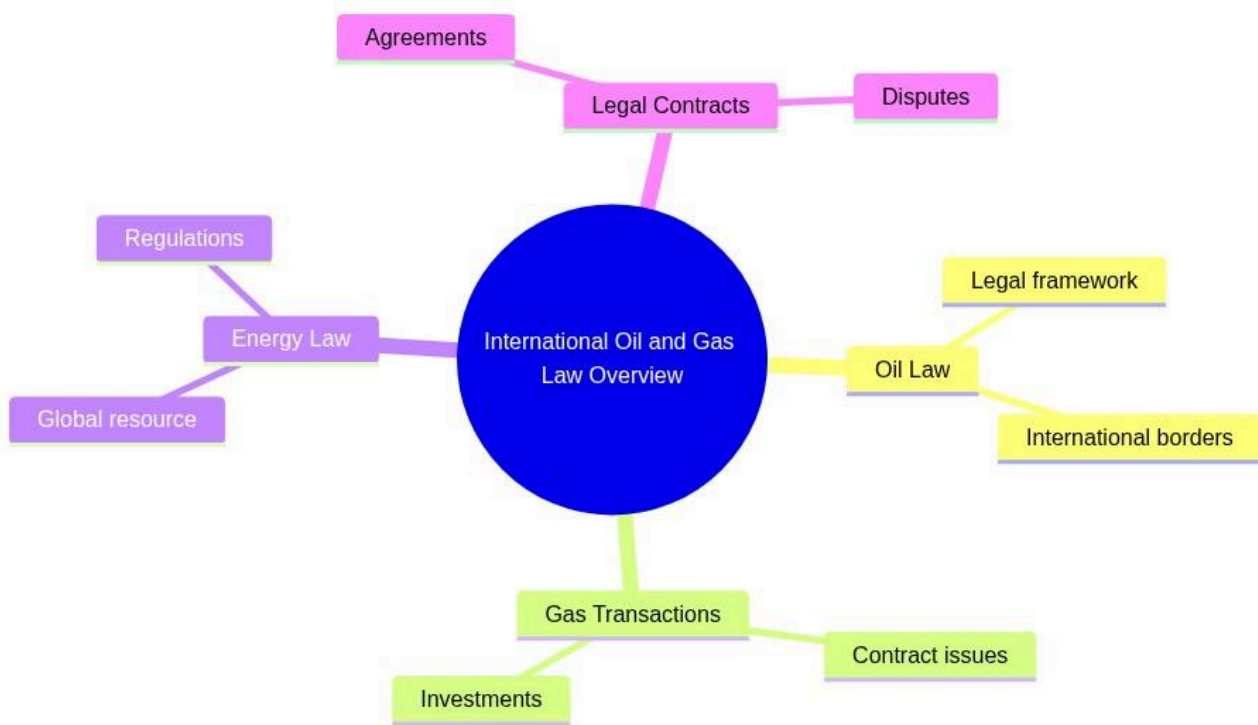 Agreements
Legal Contracts
Disputes
Regulations
Energy Law
Global resource
International Oil and Gas
Law Overview
Legal framework
Oil Law
International borders
Gas Transactions
Contract issues
Investments